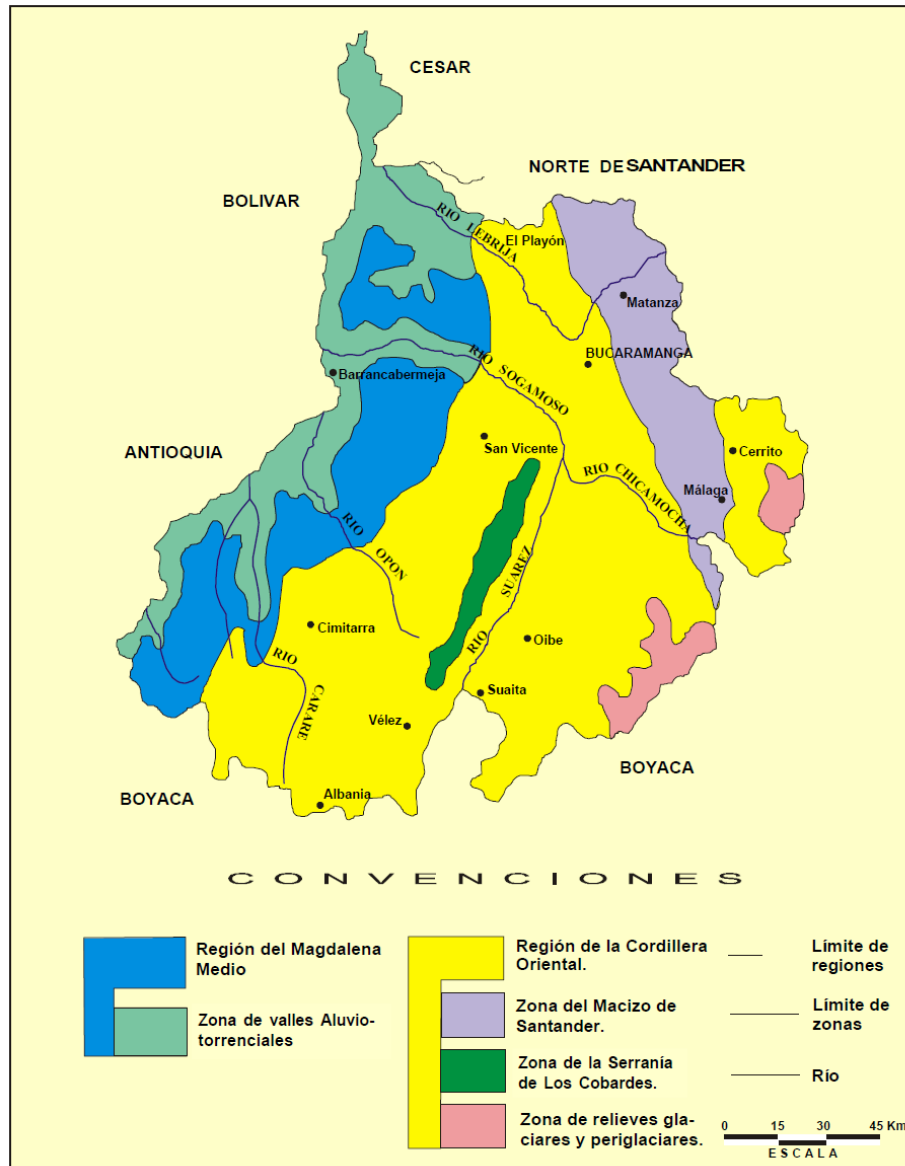 CESAR
NORTE DE SANTANDER
BOLIVAR
RIO LEBRIJA
El Playón
Matanza
BUCARAMANGA
RIO SOGAMOSO
Barrancabermeja
San Vicente
ANTIOQUIA
Cerrito
RIO CHICAMOCHA
Málaga
RIO OPON
RIO SUAREZ
Cimitarra
Oibe
RIO CARARE
Suaita
Vélez
BOYACA
BOYACA
Albania
CONVENCIONES
Región del Magdalena
Medio
Zona de valles Aluvio-
torrenciales
Región de la Cordillera
Oriental.
Zona del Macizo de
Santander.
Zona de la Serranía
de Los Cobardes.
Zona de relieves gla-
ciares y periglaciares.
Límite de
regiones
Límite de
zonas
Río
0 15 30 45 Km
ESCALA